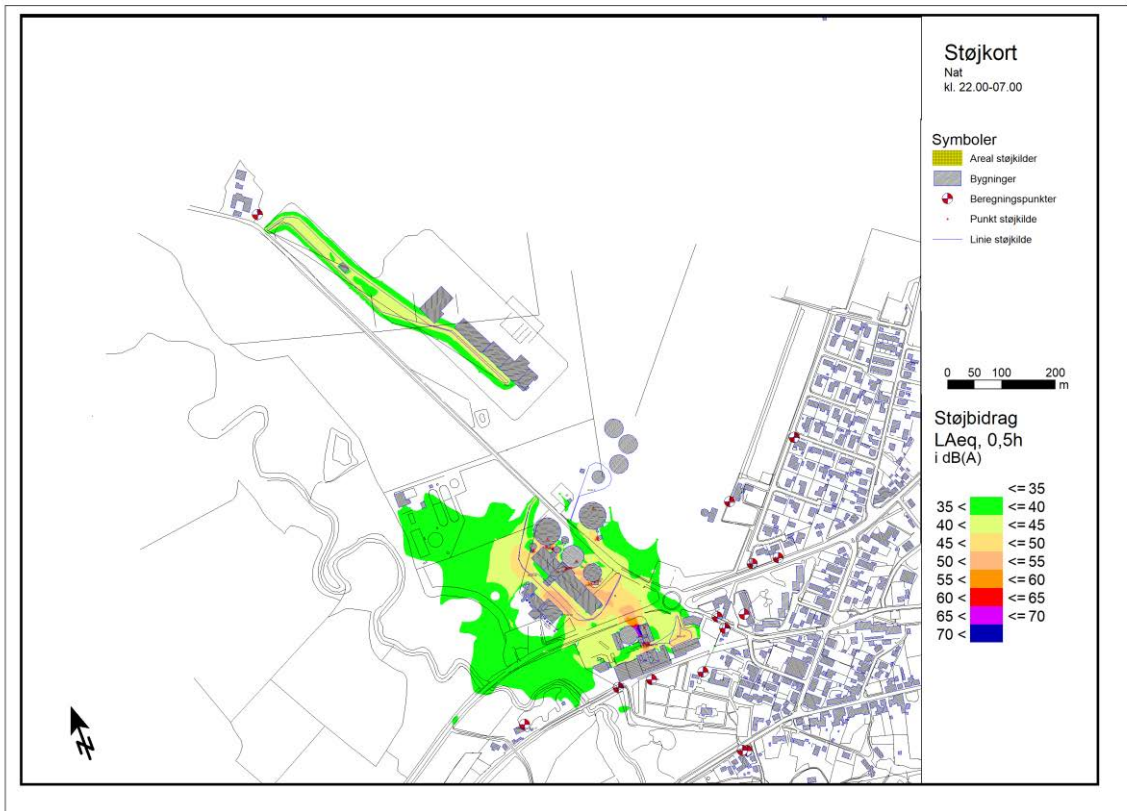 Støjkort
Nat
kl. 22.00-07.00
Symboler
Areal støjkilder
Bygninger
Beregningspunkter
Punkt støjkilde
Linie støjkilde
0 50 100 200
m
Støjbidrag
LAeq, 0,5h
i dB(A)
<= 35
35 < <= 40
40 < <= 45
45 < <= 50
50 < <= 55
55 < <= 60
60 < <= 65
65 < <= 70
70 <
N